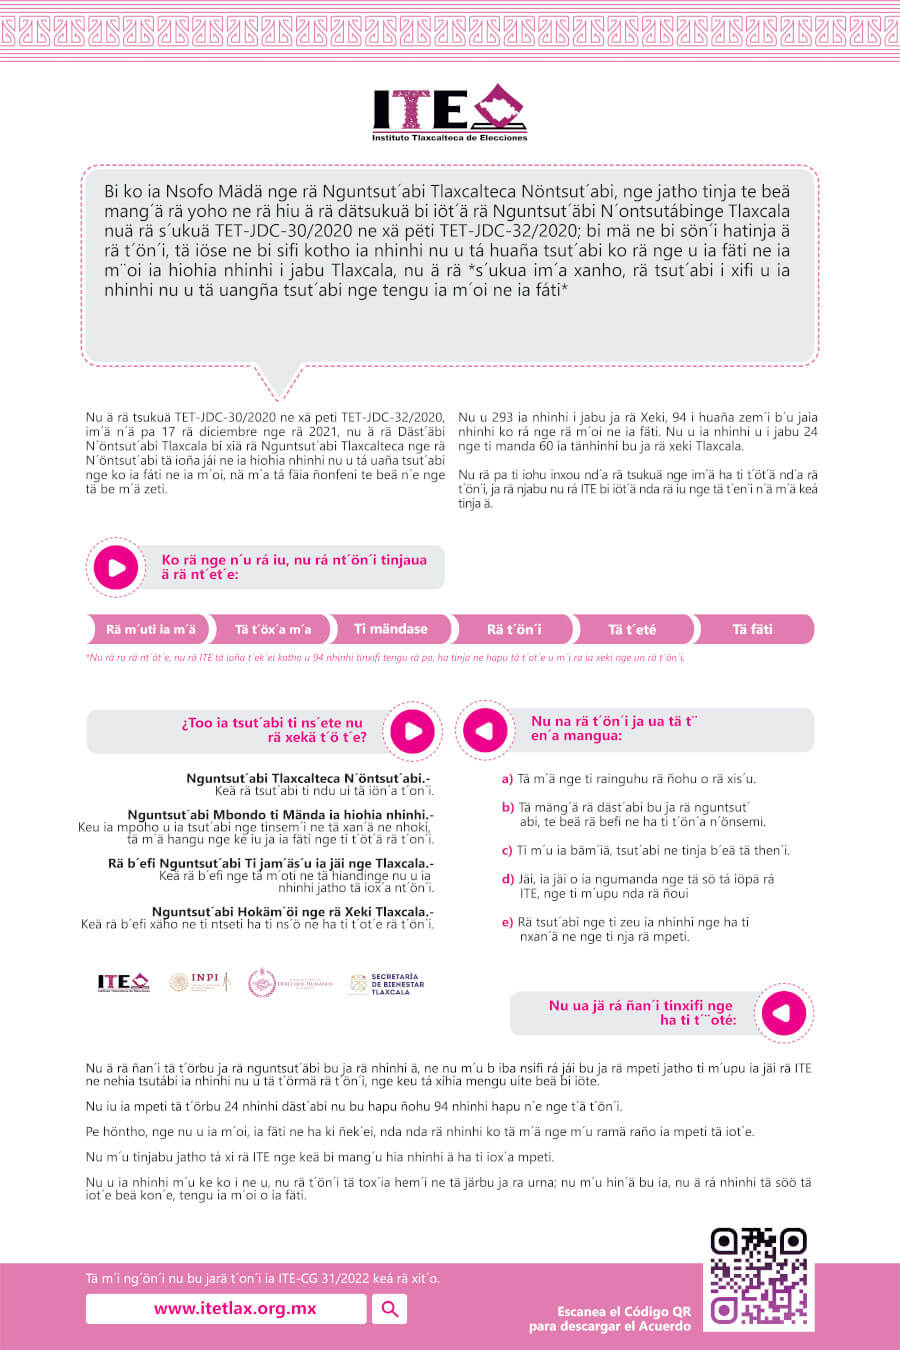 ITE
Instituto Tlaxcalteca de Elecciones
Bi ko ia Nsofo Mädä nge rä Nguntsut´abi Tlaxcalteca Nöntsut´abi, nge jatho tinja te beä
mang´ä rä yoho ne rä hiu ä rä dätsukuä bi iöt´ä rä Nguntsut´äbi N´ontsutábinge Tlaxcala
nuä rä s´ukuä TET-JDC-30/2020 ne xä pëti TET-JDC-32/2020; bi mä ne bi sön´i hatinja ä
rä t´ön´i, tä iöse ne bi sifi kotho ia nhinhi nu u tá huaña tsut´abi ko rä nge u ia fäti ne ia
m¨oi ia hiohia nhinhi i jabu Tlaxcala, nu ä rä *s´ukua im´a xanho, rä tsut´abi i xifi u ia
nhinhi nu u tä uangña tsut´abi nge tengu ia m´oi ne ia fáti*
Nu ä rä tsukuä TET-JDC-30/2020 ne xä peti TET-JDC-32/2020,
im´ä n´ä pa 17 rä diciembre nge rä 2021, nu ä rä Däst´äbi
N´öntsut´abi Tlaxcala bi xiä rä Nguntsut´abi Tlaxcalteca nge rä
N´öntsut´abi tä ioña jái ne ia hiohia nhinhi nu u tá uaña tsut´abi
nge ko ia fáti ne ia m´oi, nä m´a tá fäia ñonfeni te beä n´e nge
tä be m´ä zeti.
Nu u 293 ia nhinhi i jabu ja rä Xeki, 94 i huaña zem´i b´u jaia
nhinhi ko rá nge rä m´oi ne ia fäti. Nu u ia nhinhi u i jabu 24
nge ti manda 60 ia tänhinhi bu ja rä xeki Tlaxcala.
Nu rä pa ti iohu inxou nd´a rä tsukuä nge im´ä ha ti t´öt´ä nd´a rä
t´ön´i, ja rä njabu nu rá ITE bi iöt´ä nda rä iu nge tä t´en´i n´ä m´ä keá
tinja ä.
Ko rä nge n´u rá iu, nu rá nt´ön´i tinjaua
ä rä nt´et´e:
Rä m´uti ia m´ä
Tä t´öx´a m´a
Ti mändase
Rä t´ön´i
Tä t´eté
Tä fäti
*Nu rä ra rä nt´öt´e, nu rä ITE tä ioña t´ek´ei kotho u 94 nhinhi tinxifi tengu rä pa, ha tinja ne hapu tä t´ot´e u m´i ra ia xeki nge un rä t´ön´i.
¿Too ia tsut´abi ti ns´ete nu
rä xekä t´ö t´e?
Nguntsut´abi Tlaxcalteca N´öntsut´abi.-
Keä rä tsut´abi ti ndu ui tä iön´a t´on´i.
Nguntsut´abi Mbondo ti Mända ia hiohia nhinhi.-
Keu ia mpoho u ia tsut´abi nge tinsem´i ne tä xan´ä ne nhoki,
tä m´ä hangu nge ke iu ja ia fäti nge ti t´öt´ä rä t´on´i.
Rä b´efi Nguntsut´abi Ti jam´äs´u ia jäi nge Tlaxcala.-
Keä rä b´efi nge tä m´oti ne tä hiandinge nu u ia
nhinhi jatho tä iox´a nt´ön´i.
Nguntsut´abi Hokäm´öi nge rä Xeki Tlaxcala.-
Keä rä b´efi xäho ne ti ntseti ha ti ns´ö ne ha ti t´ot´e rä t´ön´i.
Nu na rä t´ön´i ja ua tä t¨
en´a mangua:
a) Tä m´ä nge ti rainguhu rä ñohu o rä xis´u.
b) Tä mäng´ä rä däst´abi bu ja rä nguntsut´
abi, te beä rä befi ne ha ti t´ön´a n´önsemi.
c) Ti m´u ia bäm´iä, tsut´abi ne tinja b´eä tä then´i.
d) Jäi, ia jäi o ia ngumanda nge tä sö tá iöpä rá
ITE, nge ti m´upu nda rä ñoui
e) Rä tsut´abi nge ti zeu ia nhinhi nge ha ti
nxan´ä ne nge ti nja rä mpeti.
ITE
Instituto Tlaxcalteca de Elecciones
INPI
DERECHOS HUMANOS
SECRETARÍA
DE BIENESTAR
TLAXCALA
Nu ua jä rá ñan´i tinxifi nge
ha ti t´¨oté:
Nu ä rä ñan´i tä t´örbu ja rä nguntsut´äbi bu ja rä nhinhi ä, ne nu m´u b iba nsifi rá jái bu ja rä mpeti jatho ti m´upu ia jäi rä ITE
ne nehia tsutábi ia nhinhi nu u tä t´örmä rä t´ön´i, nge keu tá xihia mengu uite beä bi iöte.
Nu iu ia mpeti tä t´örbu 24 nhinhi däst´abi nu bu hapu ñohu 94 nhinhi hapu n´e nge t´ä t´ön´i.
Pe höntho, nge nu u ia m´oi, ia fäti ne ha ki ñek´ei, nda nda rä nhinhi ko tä m´ä nge m´u ramä raño ia mpeti tä iot´e.
Nu m´u tinjabu jatho tá xi rä ITE nge keä bi mang´u hia nhinhi ä ha ti iox´a mpeti.
Nu u ia nhinhi m´u ke ko i ne u, nu rä t´ön´i tä tox´ia hem´i ne tä järbu ja ra urna; nu m´u hin´ä bu ia, nu ä rá nhinhi tä söö tä
iot´e beä kon´e, tengu ia m´oi o ia fäti.
Tä m´i ng´ön´i nu bu jarä t´on´i ia ITE-CG 31/2022 keá rä xit´o.
www.itetlax.org.mx
Escanea el Código QR
para descargar el Acuerdo